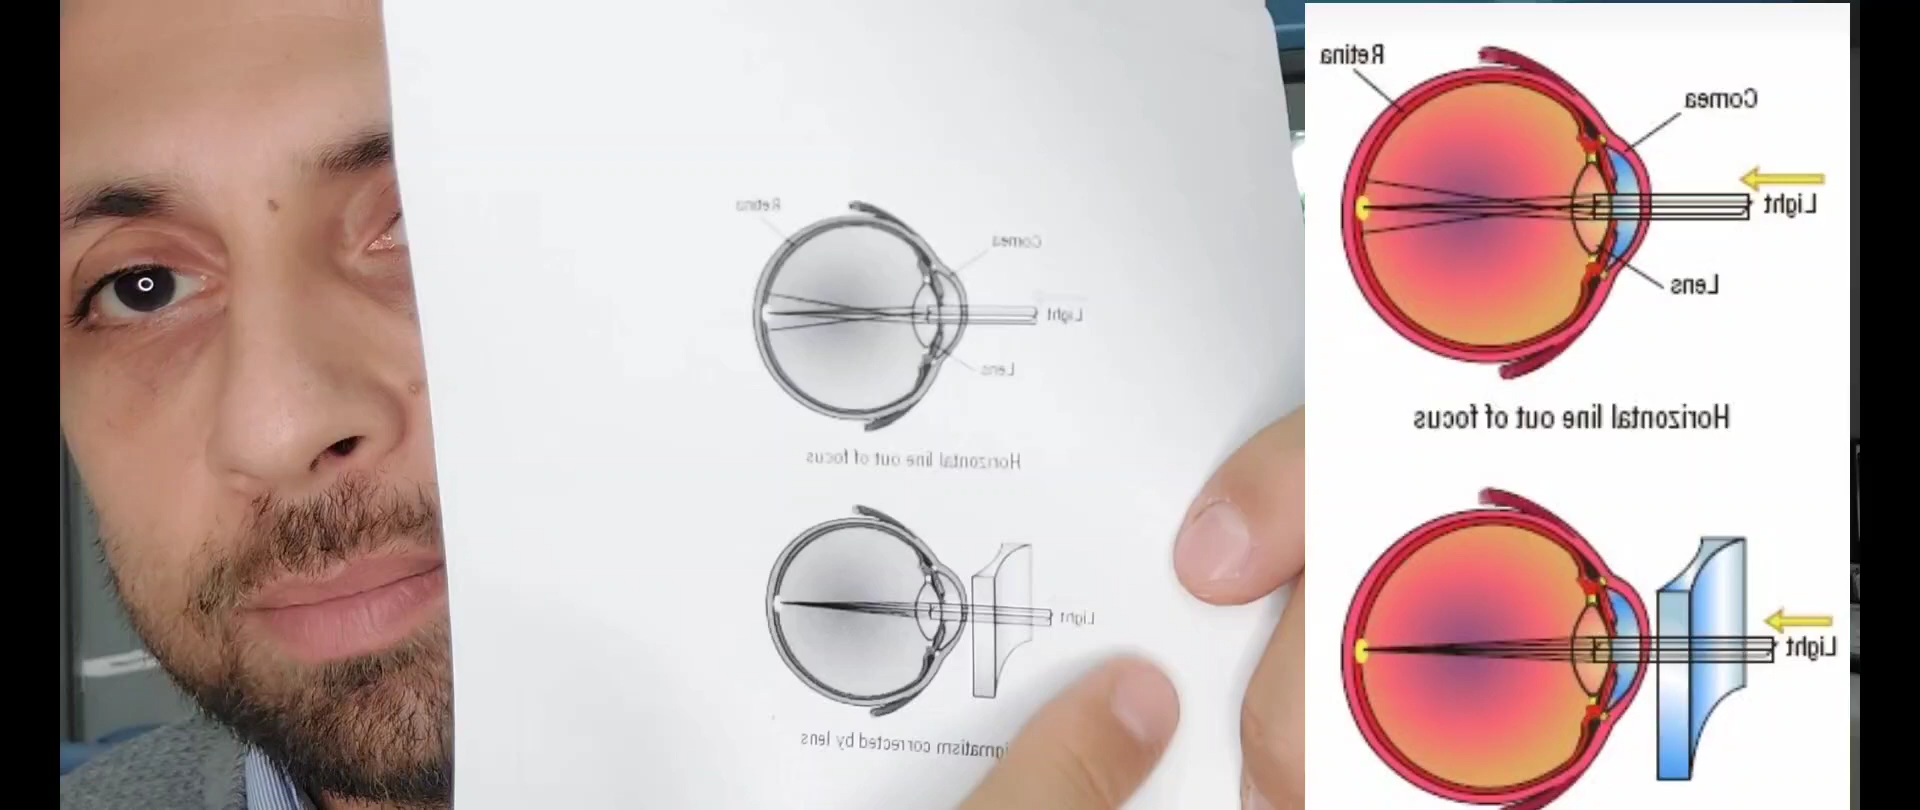 Retina
Cornea
Light
Lens
Horizontal line out of focus
Light
igmatism corrected by lens
Retina
Cornea
Light
Lens
Horizontal line out of focus
Light